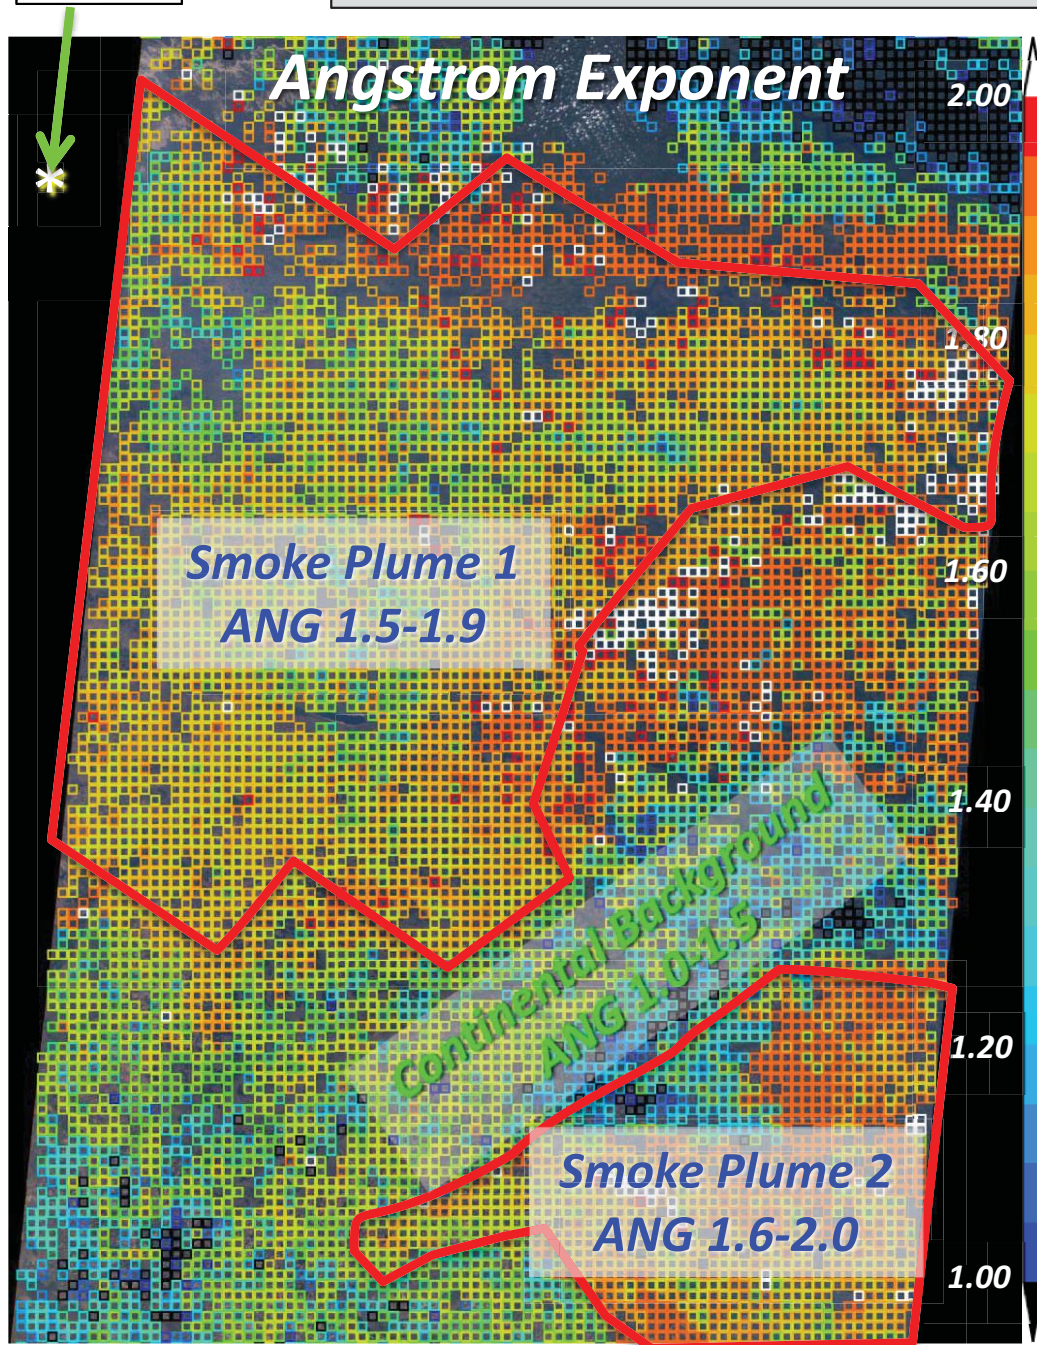 Angstrom Exponent
2.00
1.80
Smoke Plume 1
ANG 1.5-1.9
1.60
1.40
Continental Background
ANG 1.0-1.5
1.20
Smoke Plume 2
ANG 1.6-2.0
1.00
*